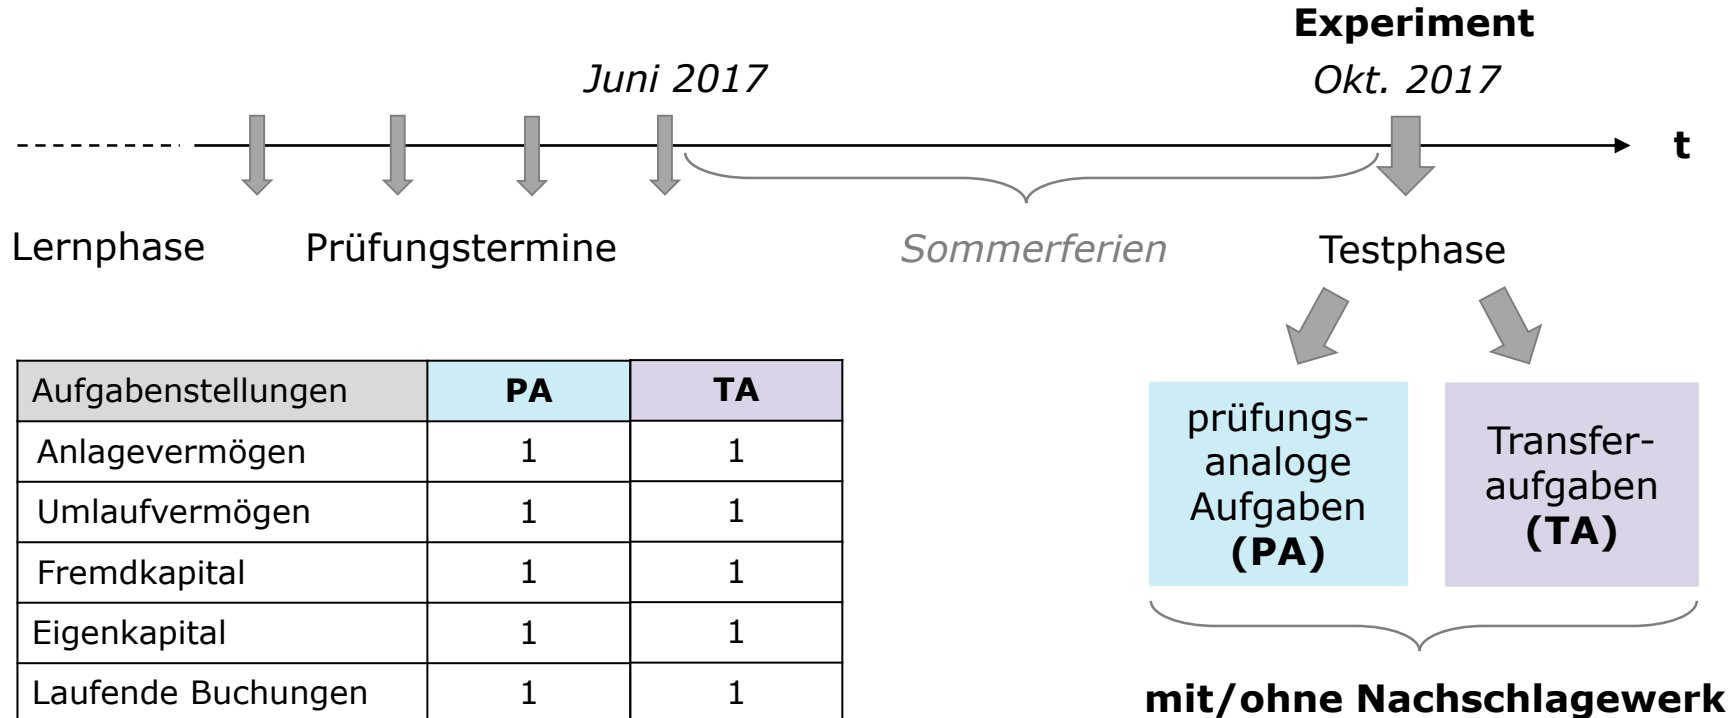 Experiment
Juni 2017
Okt. 2017
t
Lernphase
Prüfungstermine
Sommerferien
Testphase
Aufgabenstellungen PA TA
Anlagevermögen 1 1
Umlaufvermögen 1 1
Fremdkapital 1 1
Eigenkapital 1 1
Laufende Buchungen 1 1
prüfungs-
analoge
Aufgaben
(PA)
Transfer-
aufgaben
(TA)
mit/ohne Nachschlagewerk